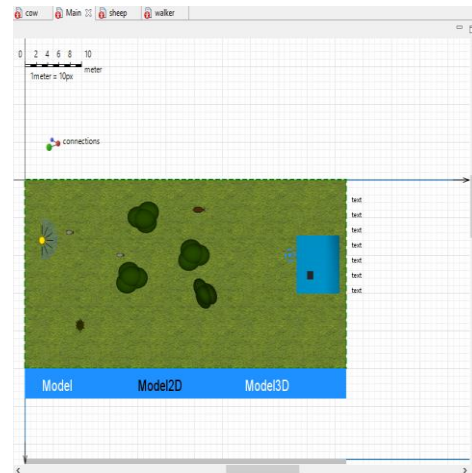 cow Main sheep walker
0 2 4 6 8 10
meter
1meter = 10px
connections
text
text
text
text
text
text
text
Model Model2D Model3D